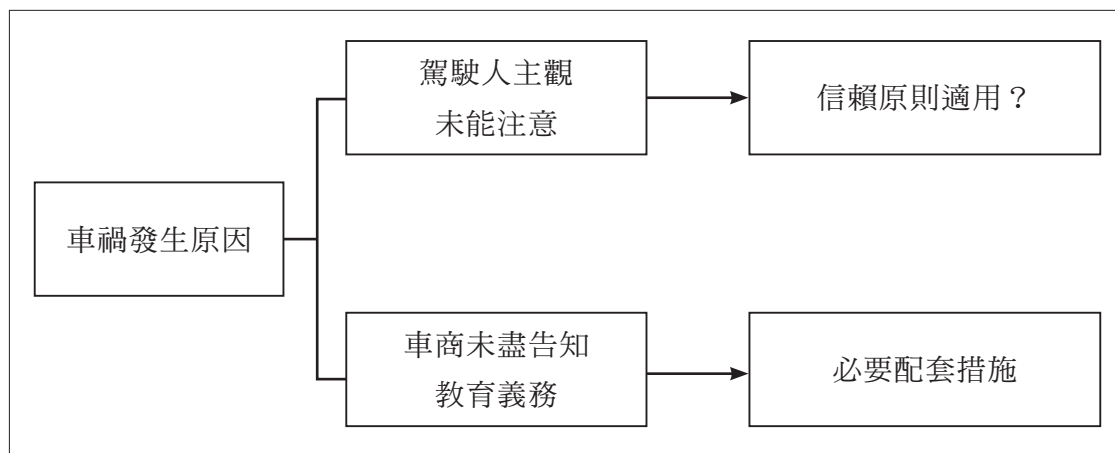 車禍發生原因
駕駛人主觀
未能注意
信賴原則適用？
車商未盡告知
教育義務
必要配套措施